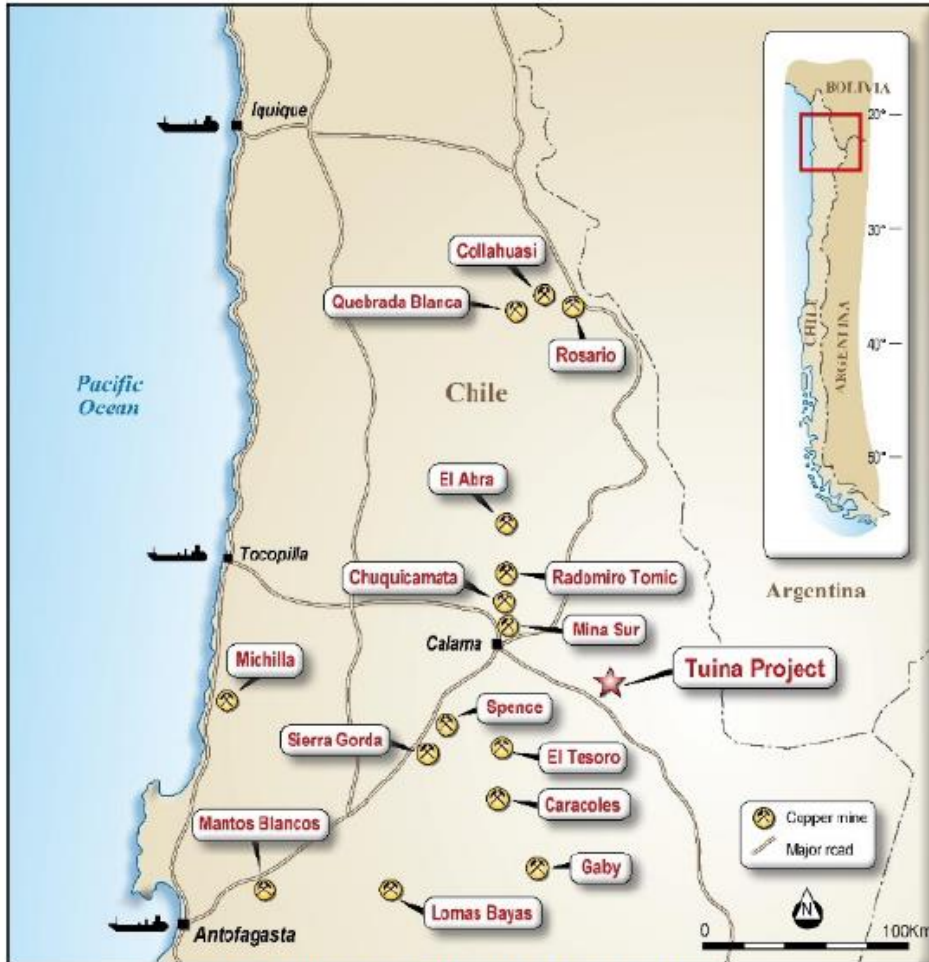 BOLIVIA
20°
Iquique
30°
Collahuasi
Quebrada Blanca
Rosario
CHILE
ARGENTINA
40°
Pacific
Ocean
Chile
50°
El Abra
Tocopilla
Chuquicamata
Radomiro Tomic
Argentina
Mina Sur
Calama
Michilla
Tuina Project
Spence
Sierra Gorda
El Tesoro
Caracoles
Mantos Blancos
Copper mine
Major road
Gaby
Lomas Bayas
N
Antofagasta
0 100Km